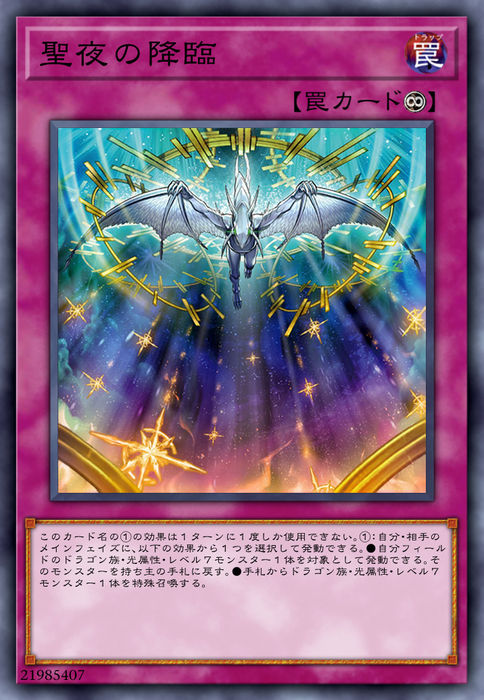 聖夜の降臨
トラップ
罠
【罠カード】
このカード名の①の効果は1ターンに1度しか使用できない。①:自分・相手の
メインフェイズに、以下の効果から1つを選択して発動できる。●自分フィール
ドのドラゴン族・光属性・レベル7モンスター1体を対象として発動できる。そ
のモンスターを持ち主の手札に戻す。●手札からドラゴン族・光属性・レベル7
モンスター1体を特殊召喚する。
21985407